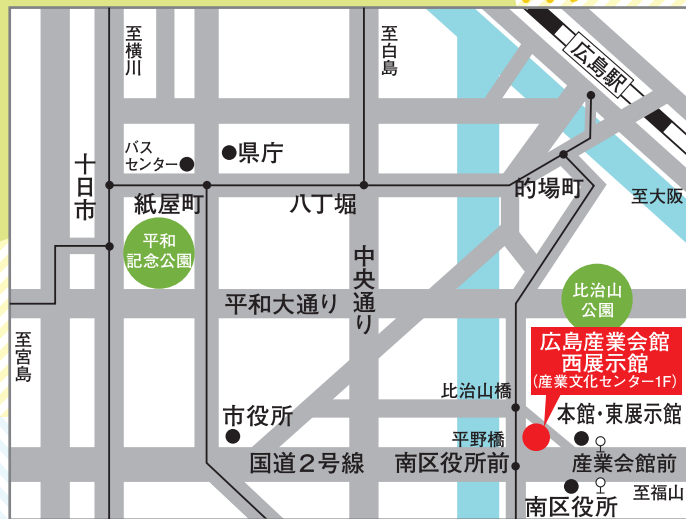 至横川
至白島
広島駅
バス
センター
県庁
十日市
紙屋町
八丁堀
的場町
至大阪
平和
記念公園
中央通り
平和大通り
比治山
公園
至宮島
広島産業会館
西展示館
(産業文化センター1F)
比治山橋
本館・東展示館
市役所
平野橋
国道2号線
南区役所前
産業会館前
至福山
南区役所